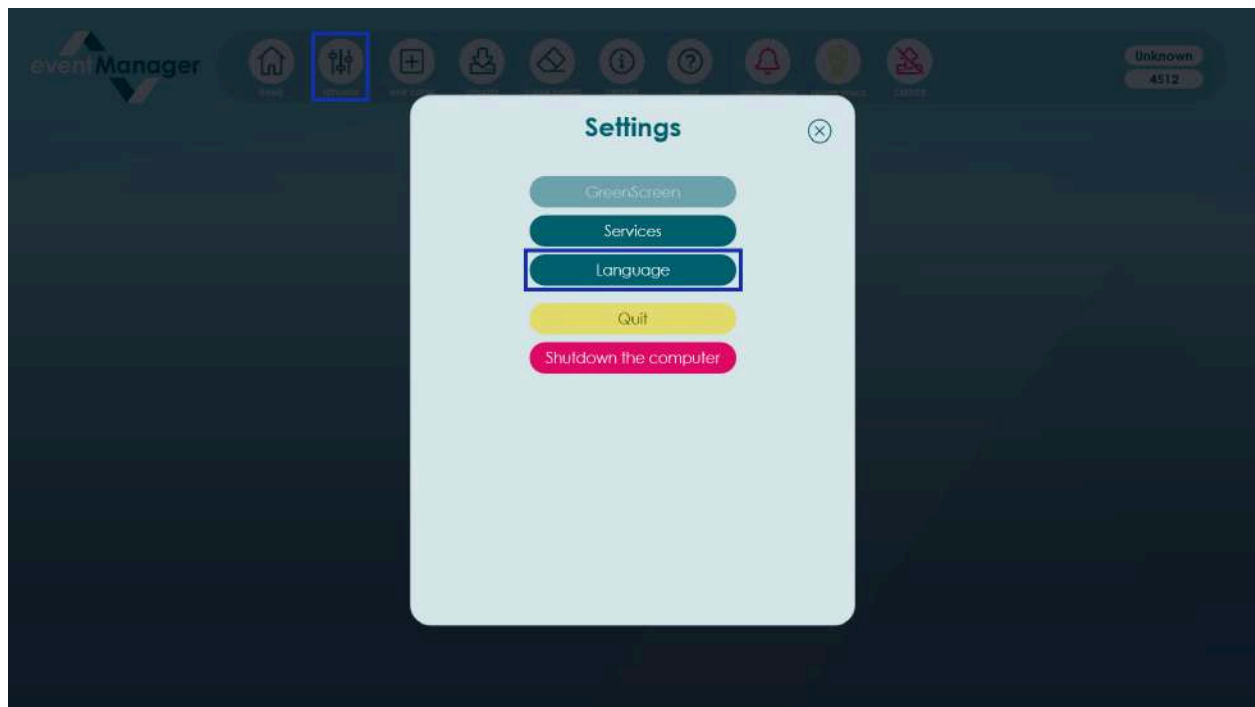 eventManager
Unknown
4512
Settings
GreenScreen
Services
Language
Quit
Shutdown the computer